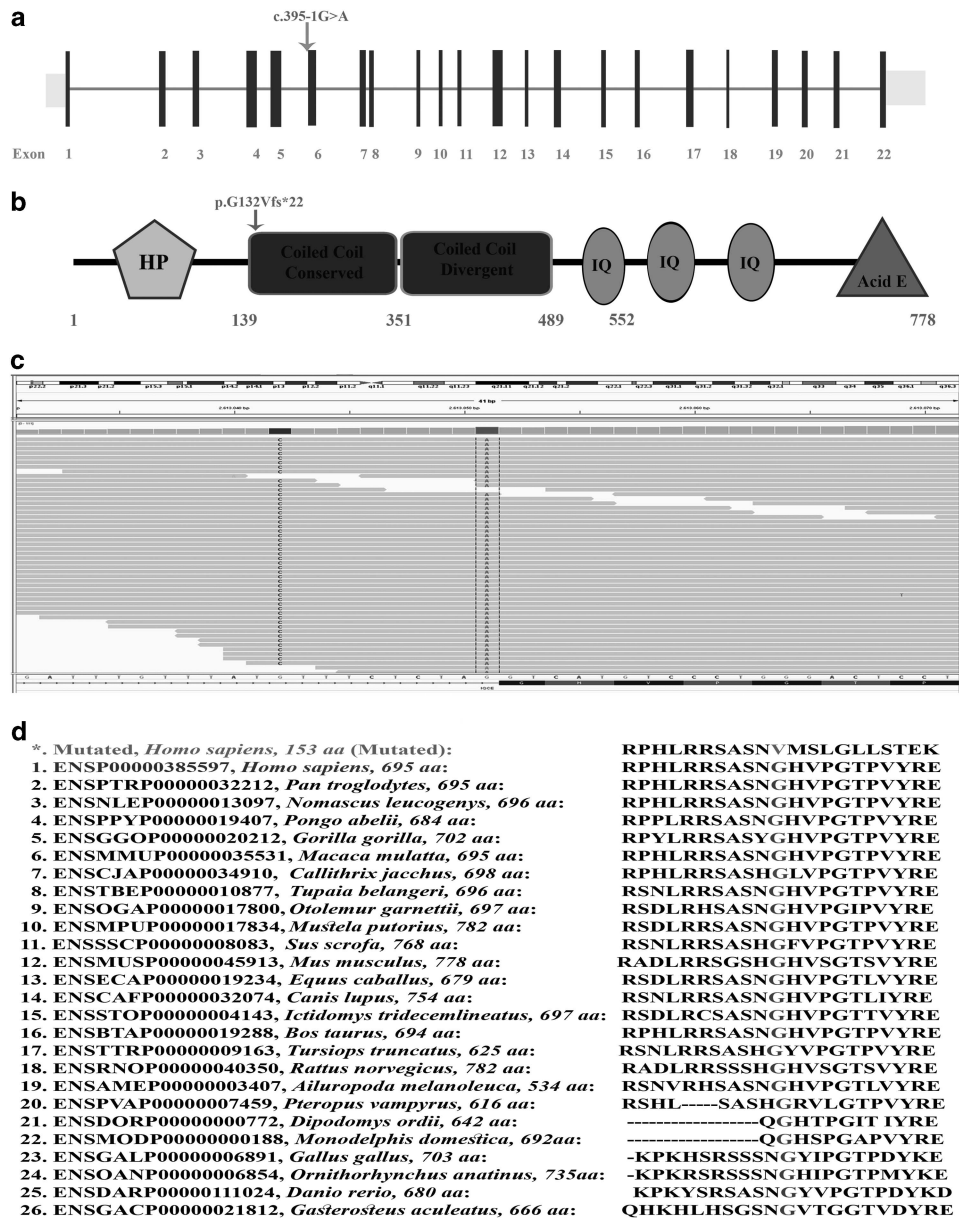 a
c.395-1G>A
Exon 1 2 3 4 5 6 7 8 9 10 11 12 13 14 15 16 17 18 19 20 21 22
b
p.G132Vfs*22
HP
Coiled Coil Conserved
Coiled Coil Divergent
IQ
IQ
IQ
Acid E
1 139 351 489 552 778
c
41 bp
G A T T T G T T T A T G T T T C T C T A G G T C A T G T C C C T G G G A C T C C T
IQCE
d
*. Mutated, Homo sapiens, 153 aa (Mutated): RPHLRRSASNVMSLGLLSTEK
1. ENSP00000385597, Homo sapiens, 695 aa: RPHLRRSASNGHVPGTPVYRE
2. ENSPTRP00000032212, Pan troglodytes, 695 aa: RPHLRRSASNGHVPGTPVYRE
3. ENSNLEP00000013097, Nomascus leucogenys, 696 aa: RPHLRRSASNGHVPGTPVYRE
4. ENSPPYP00000019407, Pongo abelii, 684 aa: RPPLRRSASNGHVPGTPVYRE
5. ENSGGOP00000020212, Gorilla gorilla, 702 aa: RPYLRRSASYGHVPGTPVYRE
6. ENSMMUP00000035531, Macaca mulatta, 695 aa: RPHLRRSASNGHVPGTPVYRE
7. ENSCJAP00000034910, Callithrix jacchus, 698 aa: RPHLRRSASHGLVPGTPVYRE
8. ENSTBEP00000010877, Tupaia belangeri, 696 aa: RSNLRRSASNGHVPGTPVYRE
9. ENSOGAP00000017800, Otolemur garnettii, 697 aa: RSDLRHSASNGHVPGIPVYRE
10. ENSMPUP00000017834, Mustela putorius, 782 aa: RSDLRRSASNGHVPGTPVYRE
11. ENSSSCP00000008083, Sus scrofa, 768 aa: RSNLRRSASHGFVPGTPVYRE
12. ENSMUSP00000045913, Mus musculus, 778 aa: RADLRRSGSHGHVSGTSVYRE
13. ENSECAP00000019234, Equus caballus, 679 aa: RSDLRRSASNGHVPGTLVYRE
14. ENSCAFP00000032074, Canis lupus, 754 aa: RSNLRRSASNGHVPGTLIYRE
15. ENSSTOP00000004143, Ictidomys tridecemlineatus, 697 aa: RSDLRCSASNGHVPGTTVYRE
16. ENSBTAP00000019288, Bos taurus, 694 aa: RPHLRRSASNGHVPGTPVYRE
17. ENSTTRP00000009163, Tursiops truncatus, 625 aa: RSNLRRSASHGYVPGTPVYRE
18. ENSRNOP00000040350, Rattus norvegicus, 782 aa: RADLRRSSSHGHVSGTSVYRE
19. ENSAMEP00000003407, Ailuropoda melanoleuca, 534 aa: RSNVRHSASNGHVPGTLVYRE
20. ENSPVAP00000007459, Pteropus vampyrus, 616 aa: RSHL-----SASHGRVLGTPVYRE
21. ENSDORP00000000772, Dipodomys ordii, 642 aa: ------------------QGHTPGIT IYRE
22. ENSMODP00000000188, Monodelphis domestica, 692aa: ------------------QGHSPGAPVYRE
23. ENSGALP00000006891, Gallus gallus, 703 aa: -KPKHSRSSSNGYIPGTPDYKE
24. ENSOANP00000006854, Ornithorhynchus anatinus, 735aa: -KPKRSRSSSNGHIPGTPMYKE
25. ENSDARP00000111024, Danio rerio, 680 aa: KPKYSRSASNGYVPGTPDYKD
26. ENSGACP00000021812, Gasterosteus aculeatus, 666 aa: QHKHLHSGSNGVTGGTVDYRE